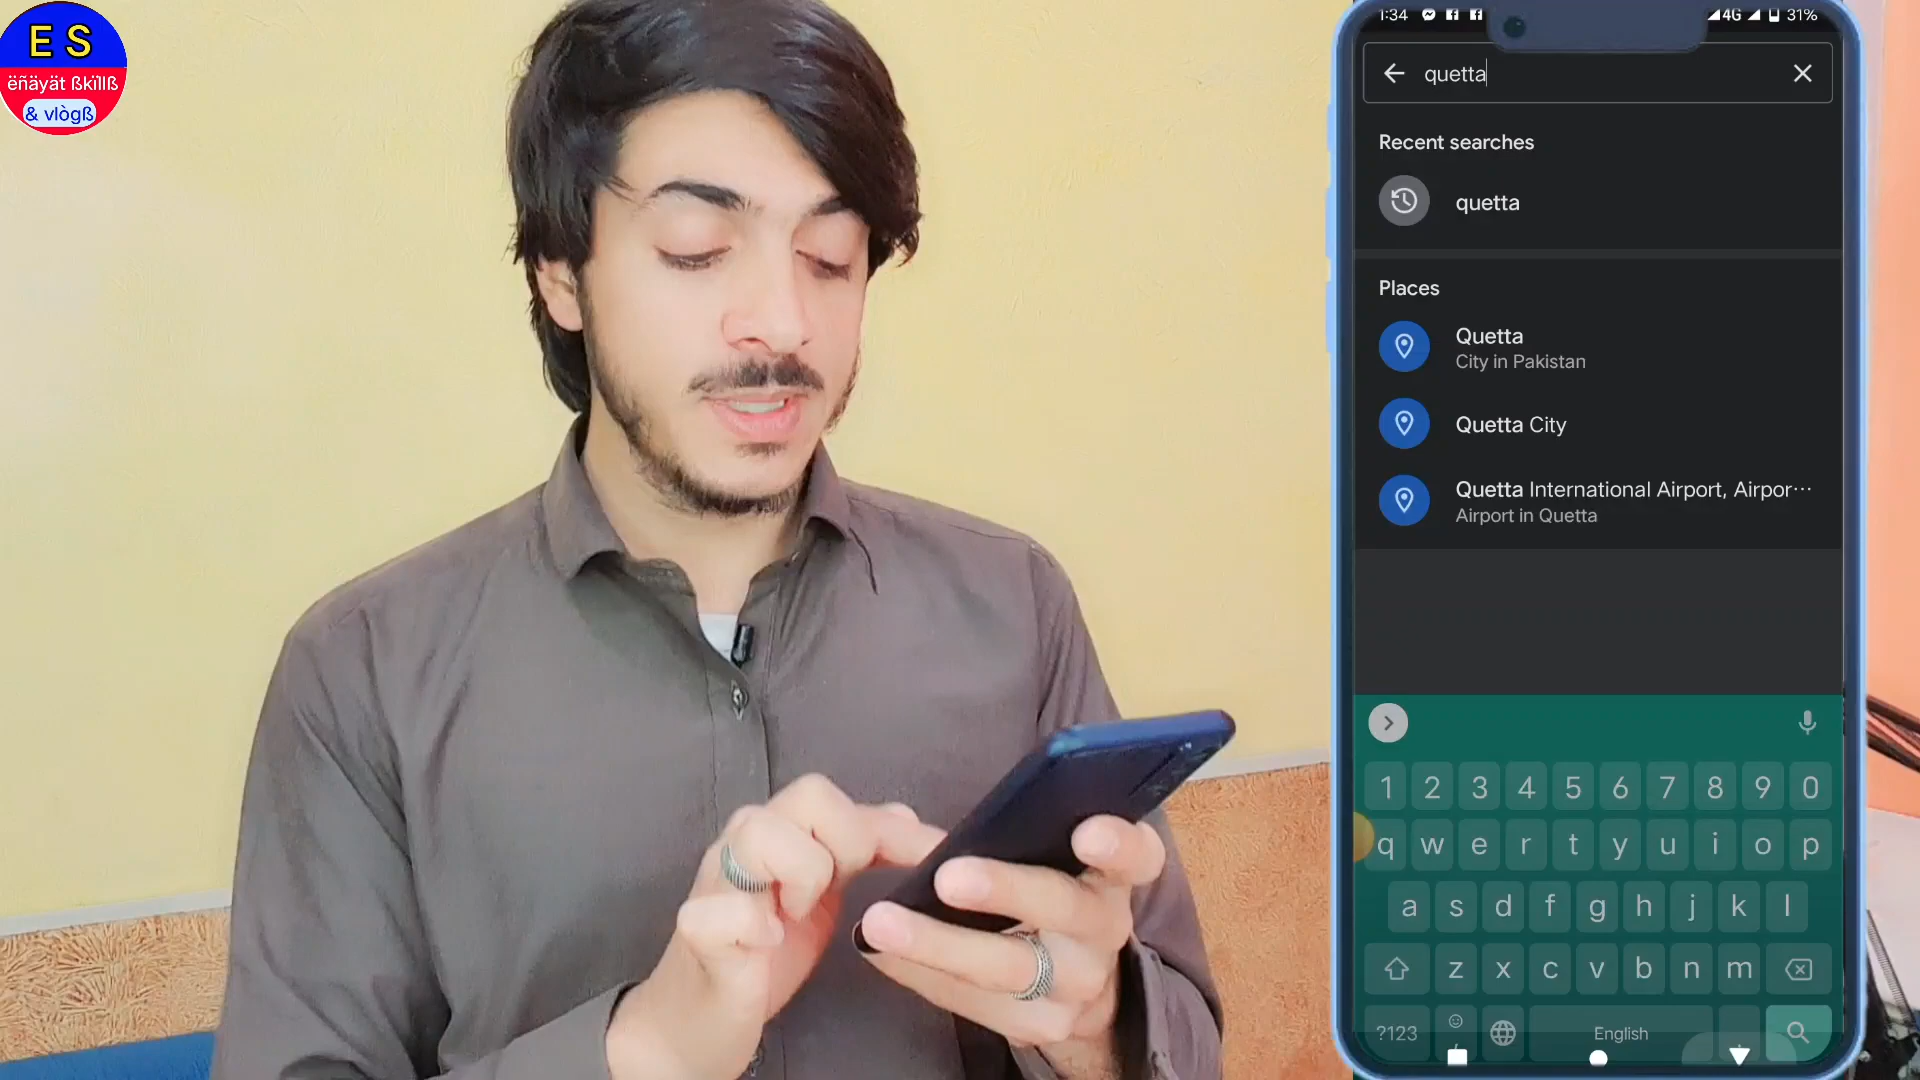 E S
ëñäyät ßkïllß
& vlògß
1:34
4G
31%
quetta
Recent searches
quetta
Places
Quetta
City in Pakistan
Quetta City
Quetta International Airport, Airpor···
Airport in Quetta
1 2 3 4 5 6 7 8 9 0
q w e r t y u i o p
a s d f g h j k l
z x c v b n m
?123
English